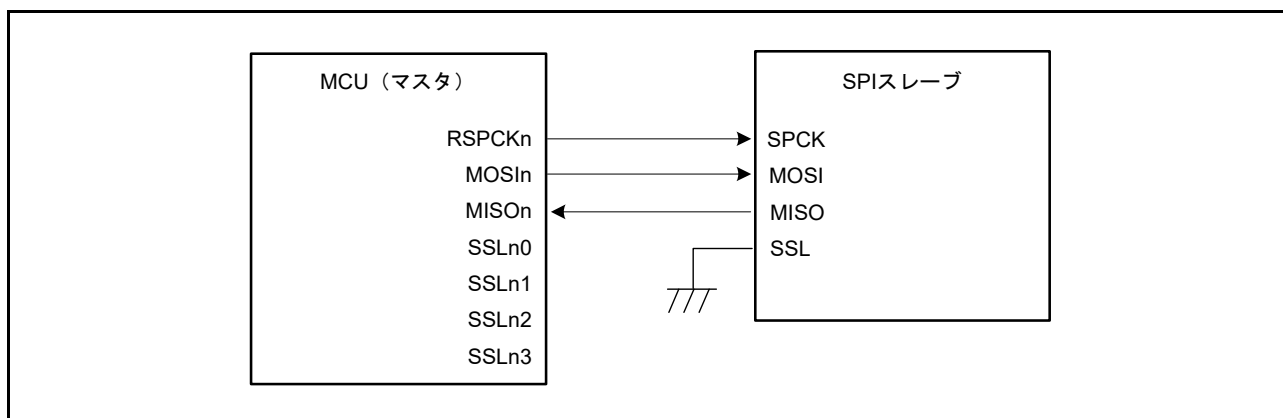 MCU（マスタ）
RSPCKn
MOSIn
MISOn
SSLn0
SSLn1
SSLn2
SSLn3
SPIスレーブ
SPCK
MOSI
MISO
SSL